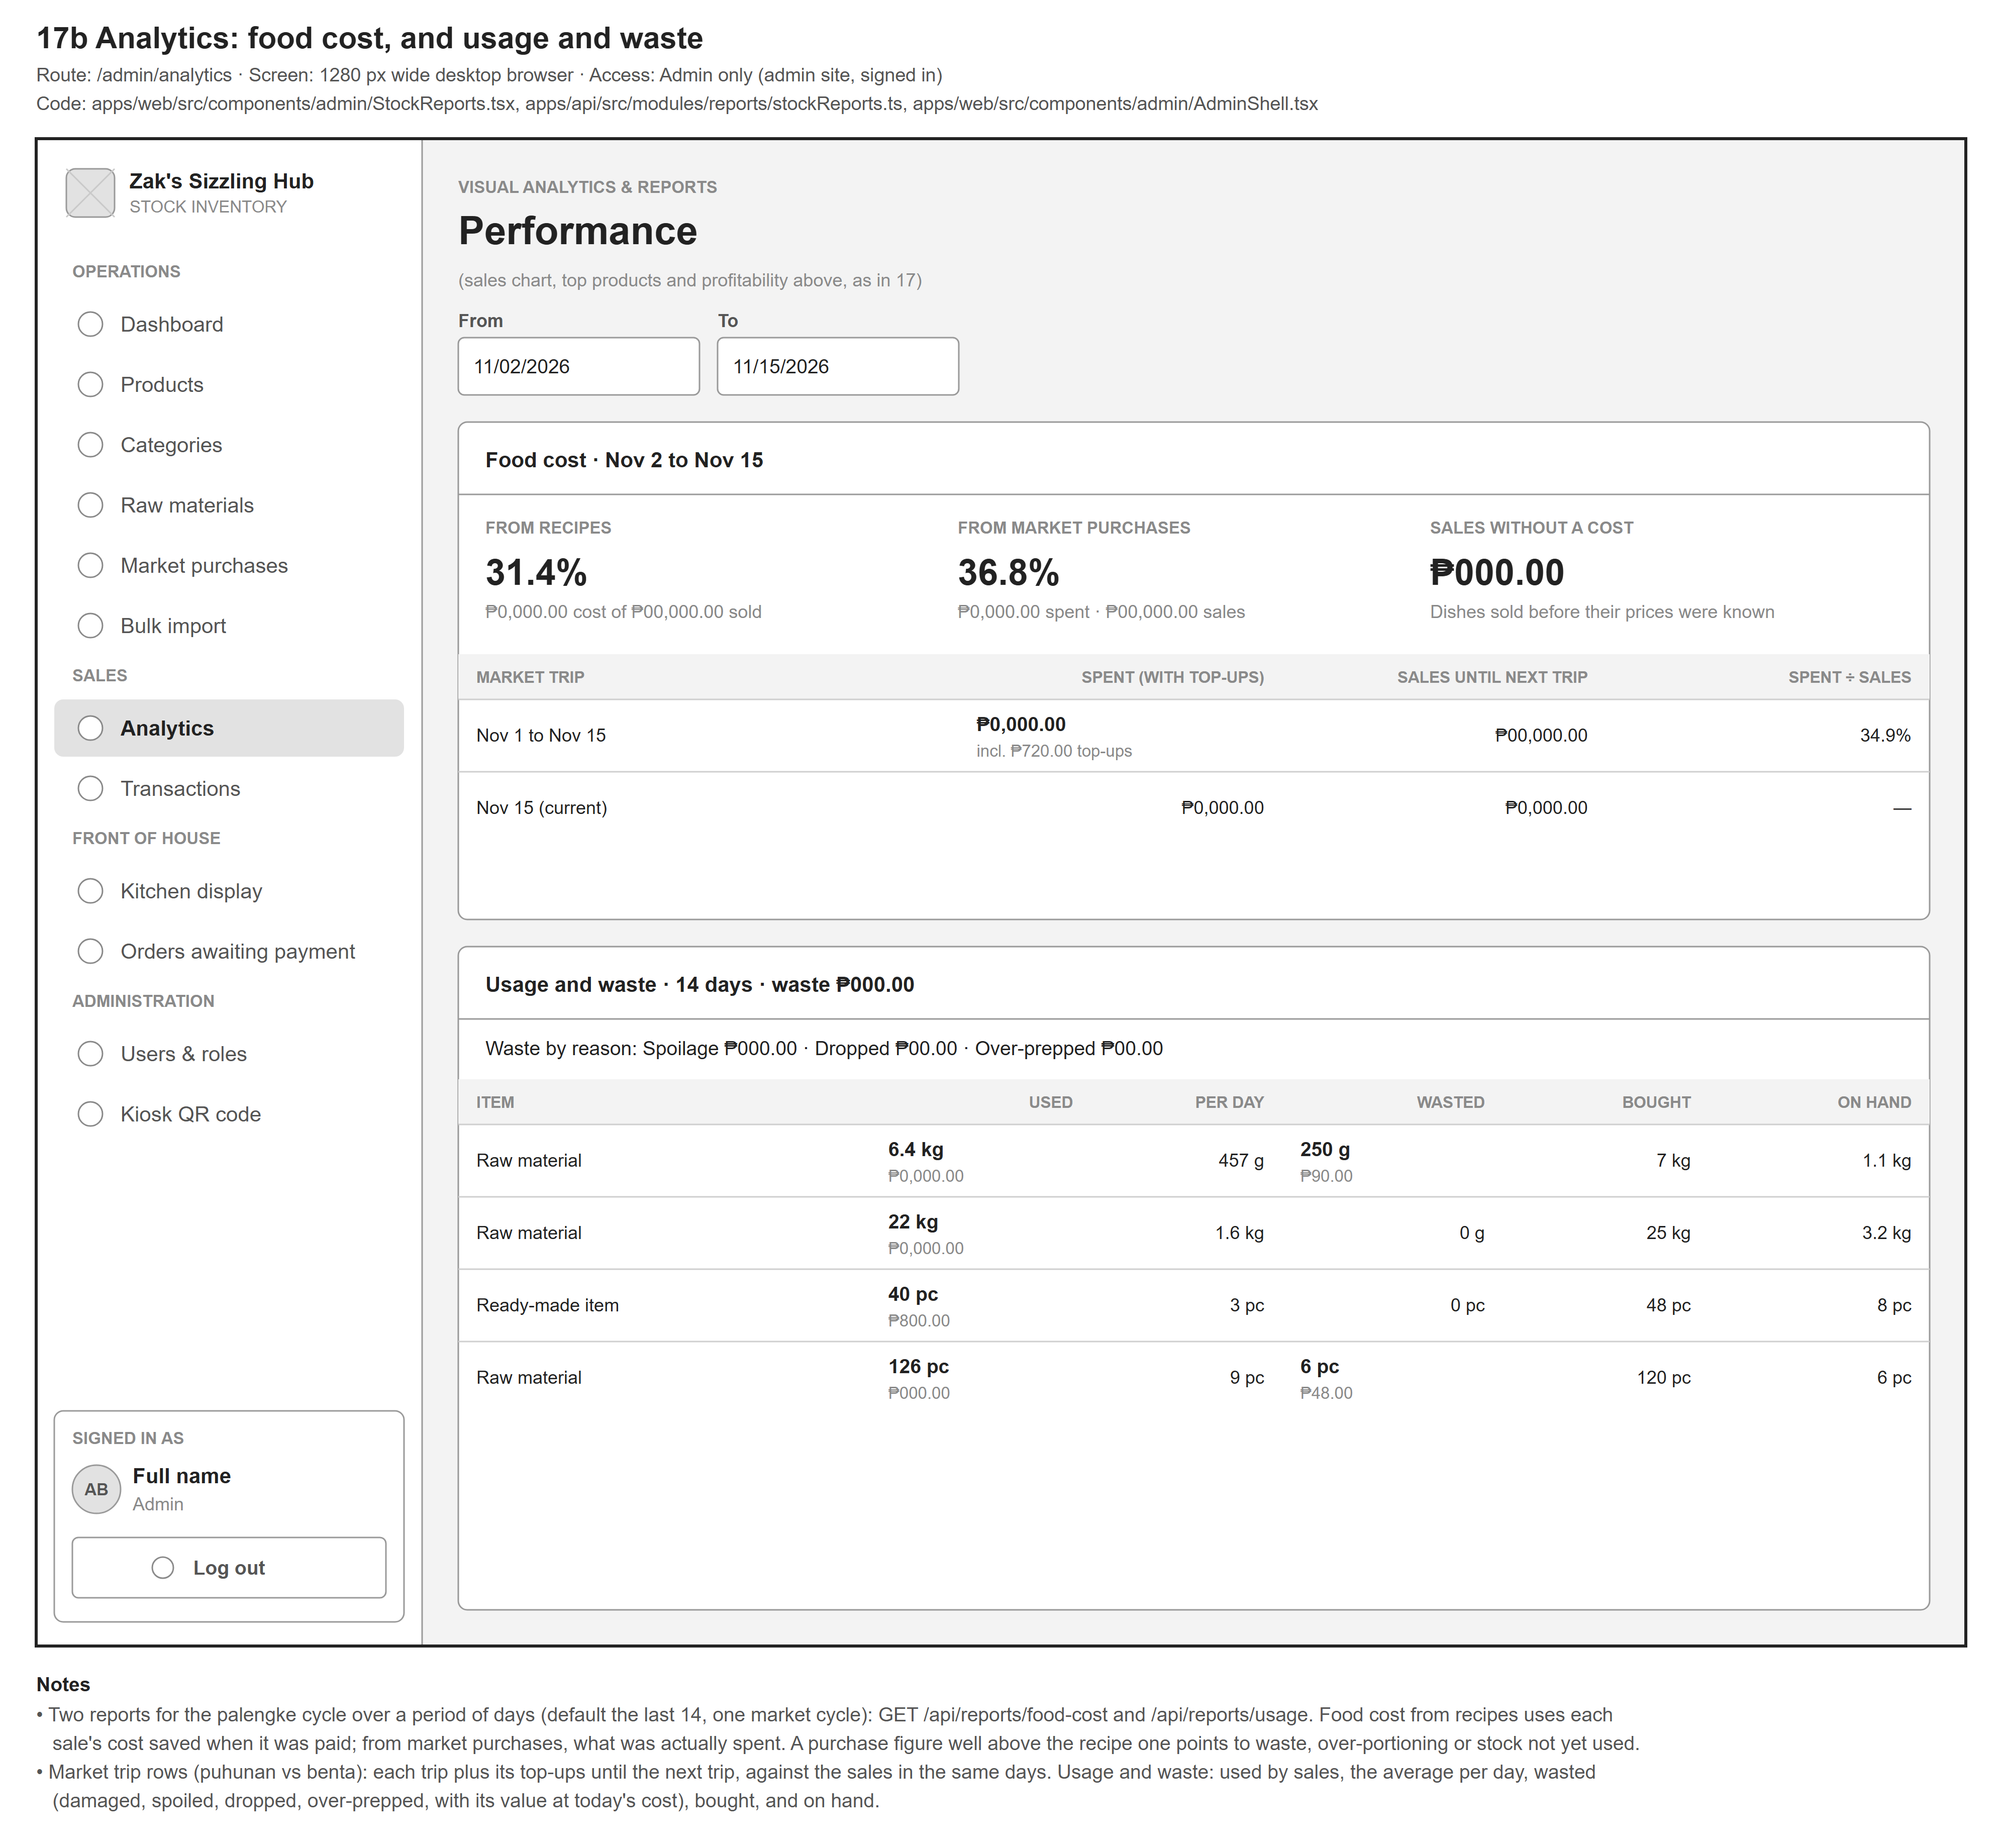 17b Analytics: food cost, and usage and waste
Route: /admin/analytics · Screen: 1280 px wide desktop browser · Access: Admin only (admin site, signed in)
Code: apps/web/src/components/admin/StockReports.tsx, apps/api/src/modules/reports/stockReports.ts, apps/web/src/components/admin/AdminShell.tsx
Zak's Sizzling Hub
STOCK INVENTORY
OPERATIONS
Dashboard
Products
Categories
Raw materials
Market purchases
Bulk import
SALES
Analytics
Transactions
FRONT OF HOUSE
Kitchen display
Orders awaiting payment
ADMINISTRATION
Users & roles
Kiosk QR code
SIGNED IN AS
AB
Full name
Admin
Log out
VISUAL ANALYTICS & REPORTS
Performance
(sales chart, top products and profitability above, as in 17)
From To
11/02/2026 11/15/2026
Food cost · Nov 2 to Nov 15
FROM RECIPES FROM MARKET PURCHASES SALES WITHOUT A COST
31.4% 36.8% ₱000.00
₱0,000.00 cost of ₱00,000.00 sold ₱0,000.00 spent · ₱00,000.00 sales Dishes sold before their prices were known
MARKET TRIP SPENT (WITH TOP-UPS) SALES UNTIL NEXT TRIP SPENT ÷ SALES
Nov 1 to Nov 15 ₱0,000.00 ₱00,000.00 34.9%
incl. ₱720.00 top-ups
Nov 15 (current) ₱0,000.00 ₱0,000.00 —
Usage and waste · 14 days · waste ₱000.00
Waste by reason: Spoilage ₱000.00 · Dropped ₱00.00 · Over-prepped ₱00.00
ITEM USED PER DAY WASTED BOUGHT ON HAND
Raw material 6.4 kg 457 g 250 g 7 kg 1.1 kg
₱0,000.00 ₱90.00
Raw material 22 kg 1.6 kg 0 g 25 kg 3.2 kg
₱0,000.00
Ready-made item 40 pc 3 pc 0 pc 48 pc 8 pc
₱800.00
Raw material 126 pc 9 pc 6 pc 120 pc 6 pc
₱000.00 ₱48.00
Notes
• Two reports for the palengke cycle over a period of days (default the last 14, one market cycle): GET /api/reports/food-cost and /api/reports/usage. Food cost from recipes uses each
sale's cost saved when it was paid; from market purchases, what was actually spent. A purchase figure well above the recipe one points to waste, over-portioning or stock not yet used.
• Market trip rows (puhunan vs benta): each trip plus its top-ups until the next trip, against the sales in the same days. Usage and waste: used by sales, the average per day, wasted
(damaged, spoiled, dropped, over-prepped, with its value at today's cost), bought, and on hand.